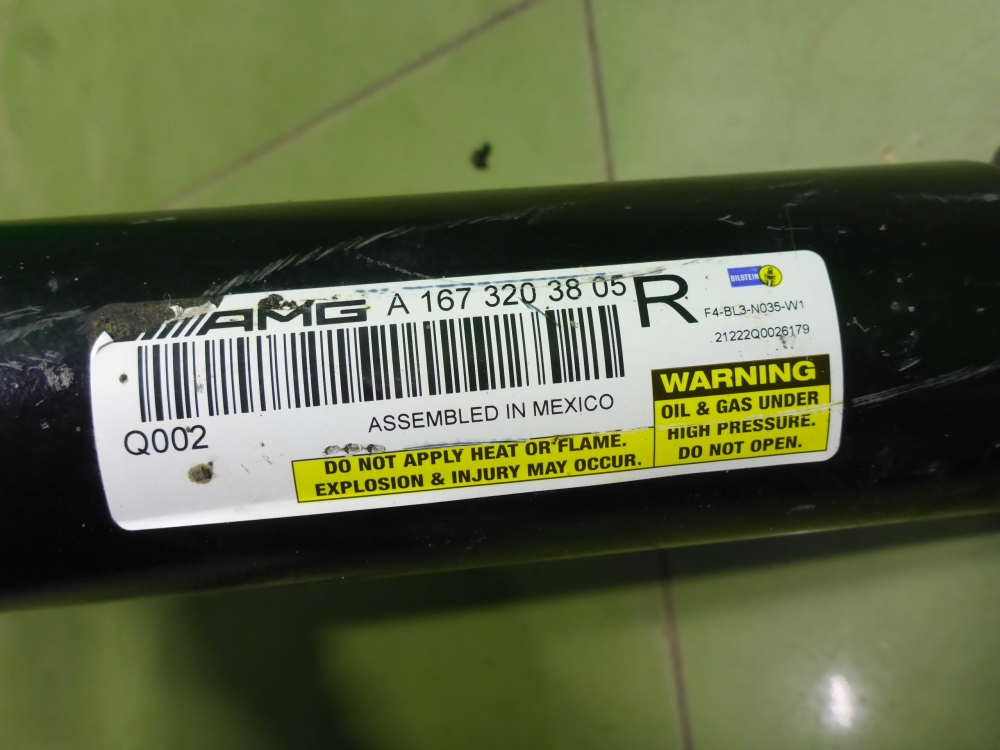 AMG A 167 320 38 05 R
BILSTEIN
F4-BL3-N035-W1
21222Q0026179
ASSEMBLED IN MEXICO
Q002
DO NOT APPLY HEAT OR FLAME.
EXPLOSION & INJURY MAY OCCUR.
WARNING
OIL & GAS UNDER
HIGH PRESSURE.
DO NOT OPEN.